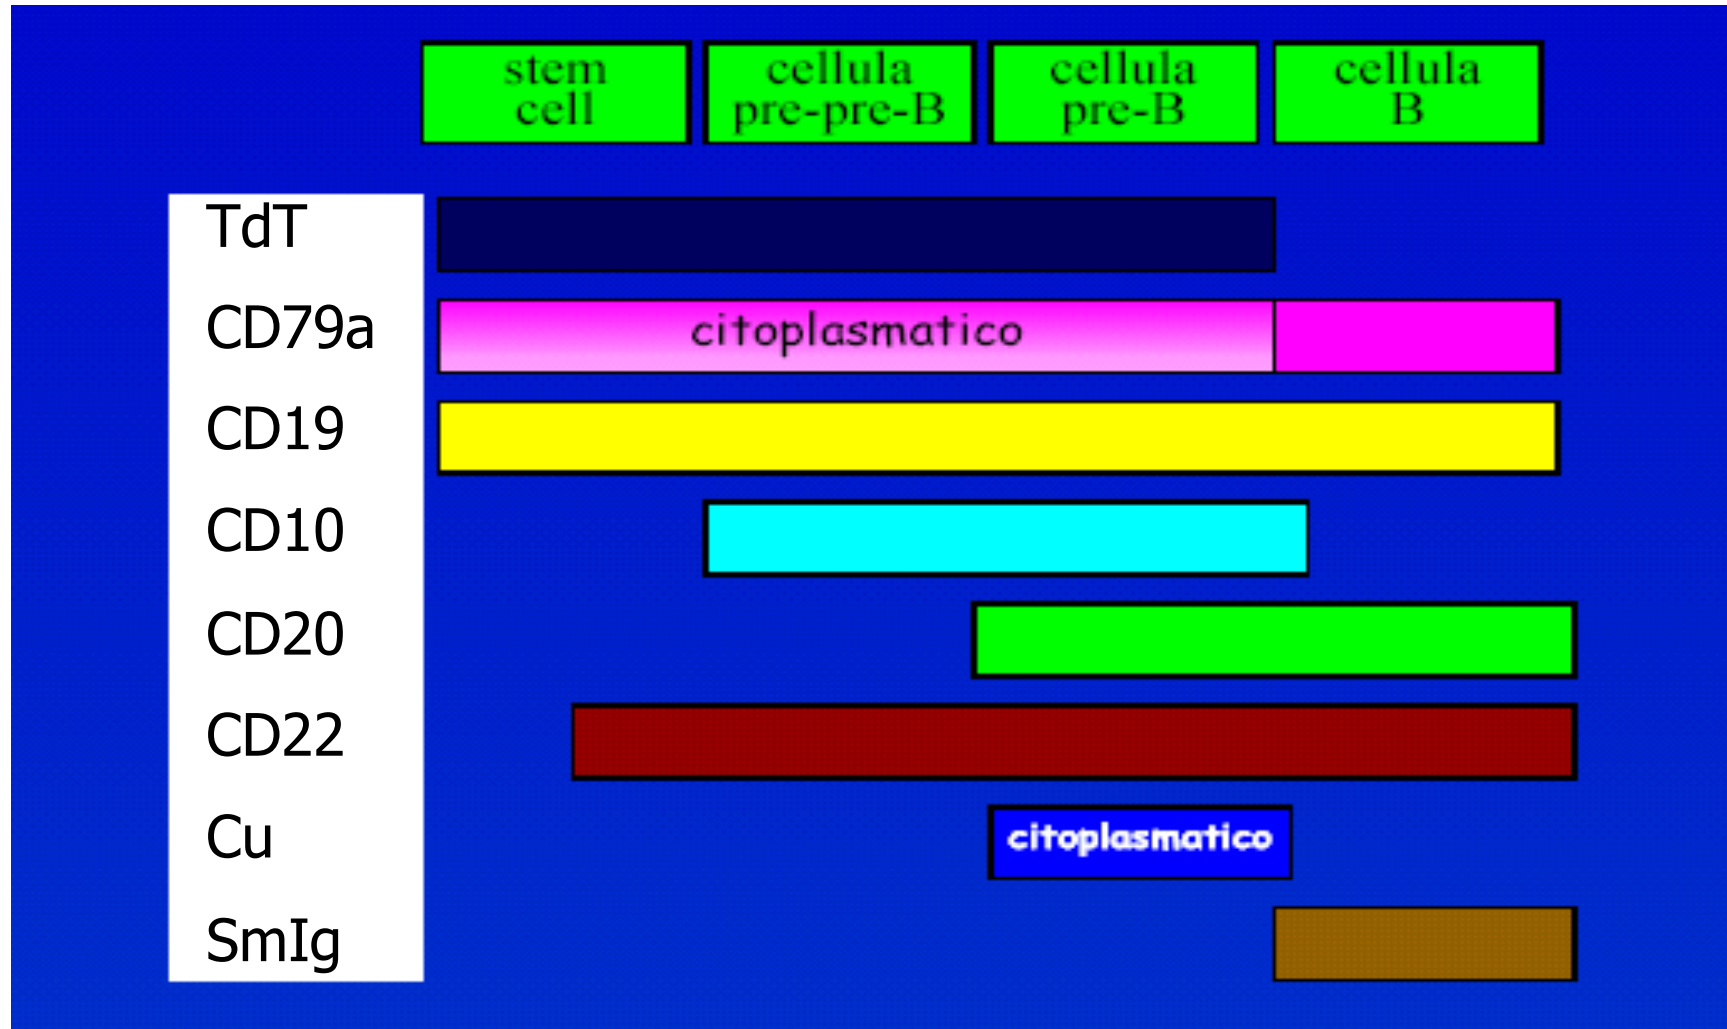 stem
cell
cellula
pre-pre-B
cellula
pre-B
cellula
B
TdT
CD79a
citoplasmatico
CD19
CD10
CD20
CD22
Cu
citoplasmatico
SmIg